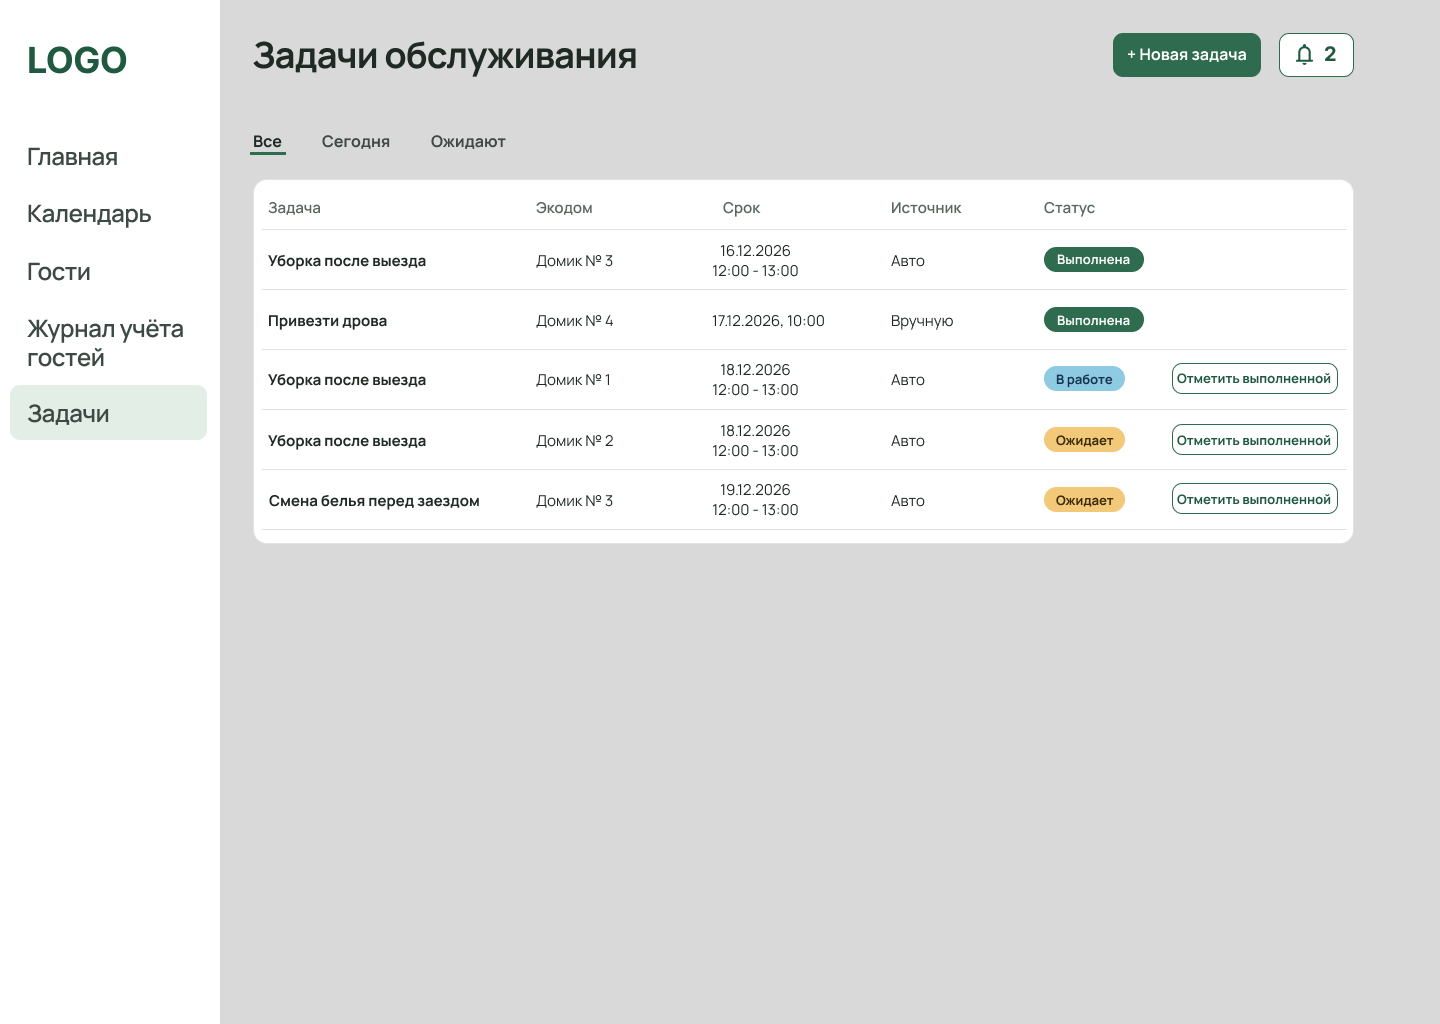 LOGO
Главная
Календарь
Гости
Журнал учёта
гостей
Задачи
Задачи обслуживания
+ Новая задача
2
Все Сегодня Ожидают
Задача Экодом Срок Источник Статус
Уборка после выезда Домик № 3 16.12.2026 12:00 - 13:00 Авто Выполнена
Привезти дрова Домик № 4 17.12.2026, 10:00 Вручную Выполнена
Уборка после выезда Домик № 1 18.12.2026 12:00 - 13:00 Авто В работе Отметить выполненной
Уборка после выезда Домик № 2 18.12.2026 12:00 - 13:00 Авто Ожидает Отметить выполненной
Смена белья перед заездом Домик № 3 19.12.2026 12:00 - 13:00 Авто Ожидает Отметить выполненной